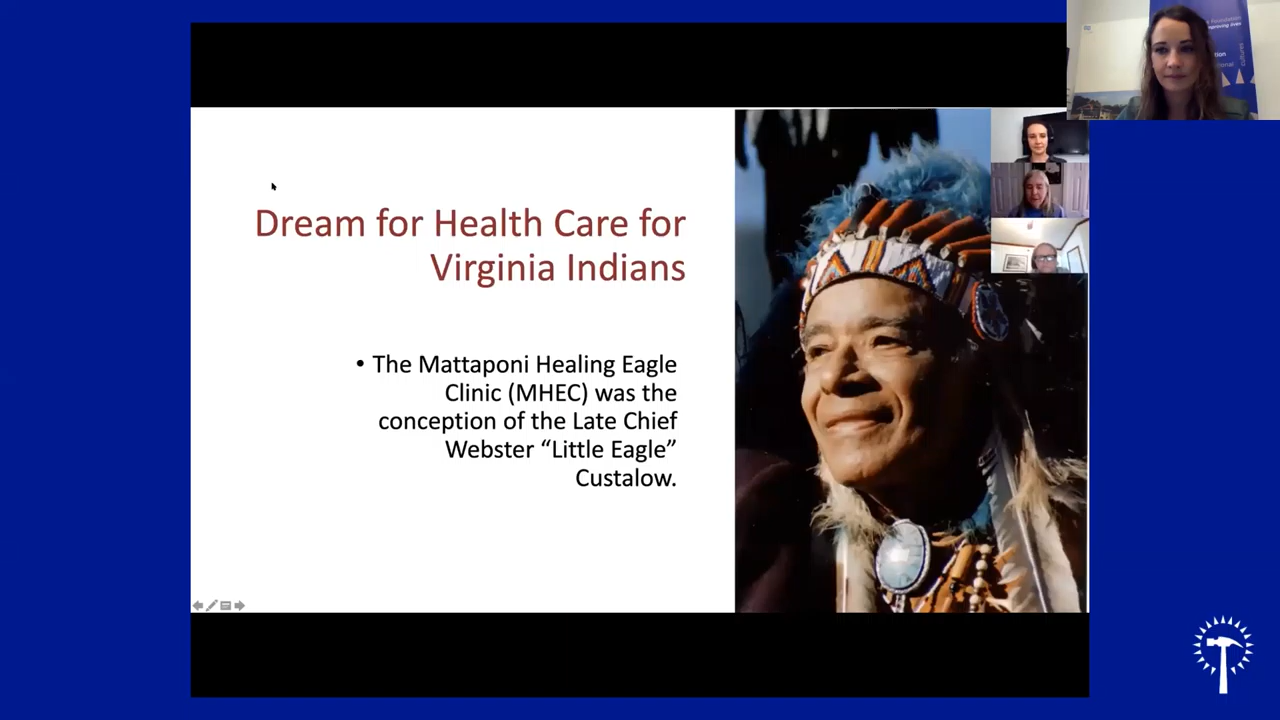 Dream for Health Care for
Virginia Indians
• The Mattaponi Healing Eagle
Clinic (MHEC) was the
conception of the Late Chief
Webster “Little Eagle”
Custalow.
Foundation